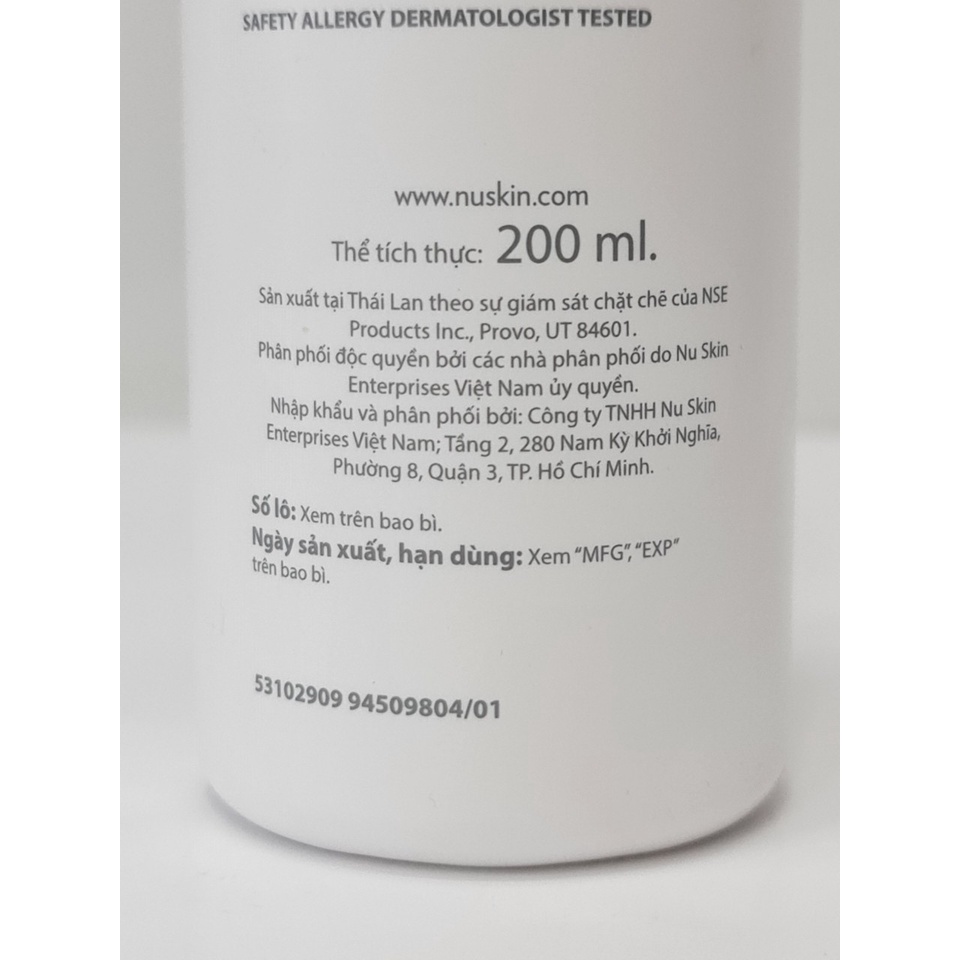 SAFETY ALLERGY DERMATOLOGIST TESTED
www.nuskin.com
Thể tích thực: 200 ml.
Sản xuất tại Thái Lan theo sự giám sát chặt chẽ của NSE
Products Inc., Provo, UT 84601.
Phân phối độc quyền bởi các nhà phân phối do Nu Skin
Enterprises Việt Nam ủy quyền.
Nhập khẩu và phân phối bởi: Công ty TNHH Nu Skin
Enterprises Việt Nam; Tầng 2, 280 Nam Kỳ Khởi Nghĩa,
Phường 8, Quận 3, TP. Hồ Chí Minh.
Số lô: Xem trên bao bì.
Ngày sản xuất, hạn dùng: Xem “MFG”, “EXP”
trên bao bì.
53102909 94509804/01